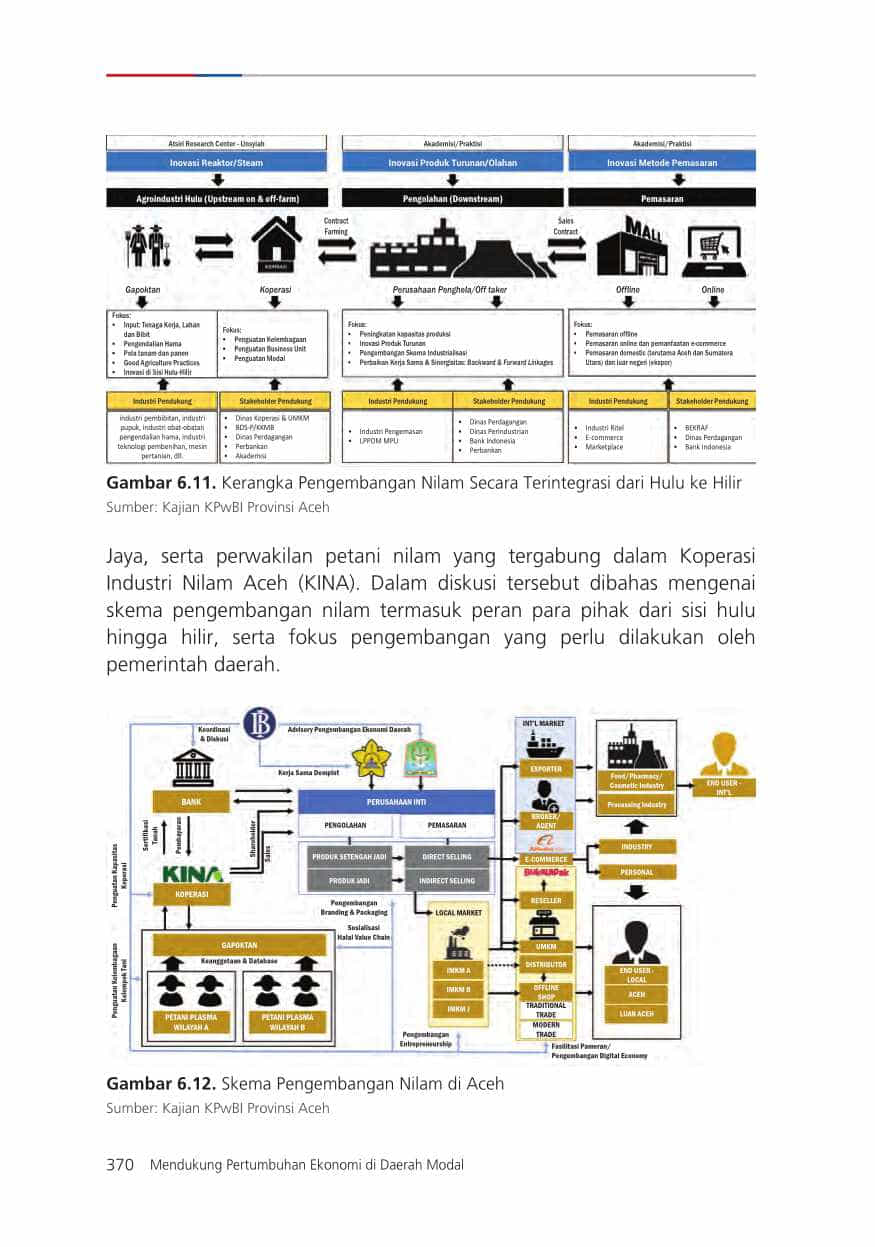 Atsiri Research Center - Unsyiah
Inovasi Reaktor/Steam
Agroindustri Hulu (Upstream on & off-farm)
Akademisi/Praktisi
Inovasi Produk Turunan/Olahan
Pengolahan (Downstream)
Akademisi/Praktisi
Inovasi Metode Pemasaran
Pemasaran
Contract
Farming
Sales
Contract
KOPERASI
MALL
Gapoktan
Koperasi
Perusahaan Penghela/Off taker
Offline
Online
Fokus:
• Input: Tenaga Kerja, Lahan
dan Bibit
• Pengendalian Hama
• Pola tanam dan panen
• Good Agriculture Practices
• Inovasi di Sisi Hulu-Hilir
Fokus:
• Penguatan Kelembagaan
• Penguatan Business Unit
• Penguatan Modal
Fokus:
• Peningkatan kapasitas produksi
• Inovasi Produk Turunan
• Pengembangan Skema Industrialisasi
• Perbaikan Kerja Sama & Sinergisitas: Backward & Forward Linkages
Fokus:
• Pemasaran offline
• Pemasaran online dan pemanfaatan e-commerce
• Pemasaran domestic (terutama Aceh dan Sumatera
Utara) dan luar negeri (ekspor)
Industri Pendukung
industri pembibitan, industri
pupuk, industri obat-obatan
pengendalian hama, industri
teknologi pembenihan, mesin
pertanian, dll
Stakeholder Pendukung
• Dinas Koperasi & UMKM
• BDS-P/KKMB
• Dinas Perdagangan
• Perbankan
• Akademisi
Industri Pendukung
• Industri Pengemasan
• LPPOM MPU
Stakeholder Pendukung
• Dinas Perdagangan
• Dinas Perindustrian
• Bank Indonesia
• Perbankan
Industri Pendukung
• Industri Ritel
• E-commerce
• Marketplace
Stakeholder Pendukung
• BEKRAF
• Dinas Perdagangan
• Bank Indonesia
Gambar 6.11. Kerangka Pengembangan Nilam Secara Terintegrasi dari Hulu ke Hilir
Sumber: Kajian KPwBI Provinsi Aceh
Jaya, serta perwakilan petani nilam yang tergabung dalam Koperasi
Industri Nilam Aceh (KINA). Dalam diskusi tersebut dibahas mengenai
skema pengembangan nilam termasuk peran para pihak dari sisi hulu
hingga hilir, serta fokus pengembangan yang perlu dilakukan oleh
pemerintah daerah.
Koordinasi
& Diskusi
Advisory Pengembangan Ekonomi Daerah
Kerja Sama Demplot
BANK
Sertifikasi
Tanah
Pembayaran
Shareholder
Sales
KINA
KOPERASI
Penguatan Kapasitas
Koperasi
Penguatan Kelembagaan
Kelompok Tani
GAPOKTAN
Keanggotaan & Database
PETANI PLASMA
WILAYAH A
PETANI PLASMA
WILAYAH B
PERUSAHAAN INTI
PENGOLAHAN
PEMASARAN
PRODUK SETENGAH JADI
DIRECT SELLING
PRODUK JADI
INDIRECT SELLING
Pengembangan
Branding & Packaging
Sosialisasi
Halal Value Chain
LOCAL MARKET
IMKM A
IMKM B
IMKM J
Pengembangan
Entrepreneurship
INT'L MARKET
EXPORTER
BROKER/
AGENT
E-COMMERCE
BukaLapak
RESELLER
UMKM
DISTRIBUTOR
OFFLINE
SHOP
TRADITIONAL
TRADE
MODERN
TRADE
Fasilitasi Pameran/
Pengembangan Digital Economy
Food/Pharmacy/
Cosmetic Industry
Processing Industry
END USER -
INT'L
INDUSTRY
PERSONAL
END USER -
LOCAL
ACEH
LUAR ACEH
Gambar 6.12. Skema Pengembangan Nilam di Aceh
Sumber: Kajian KPwBI Provinsi Aceh
370 Mendukung Pertumbuhan Ekonomi di Daerah Modal